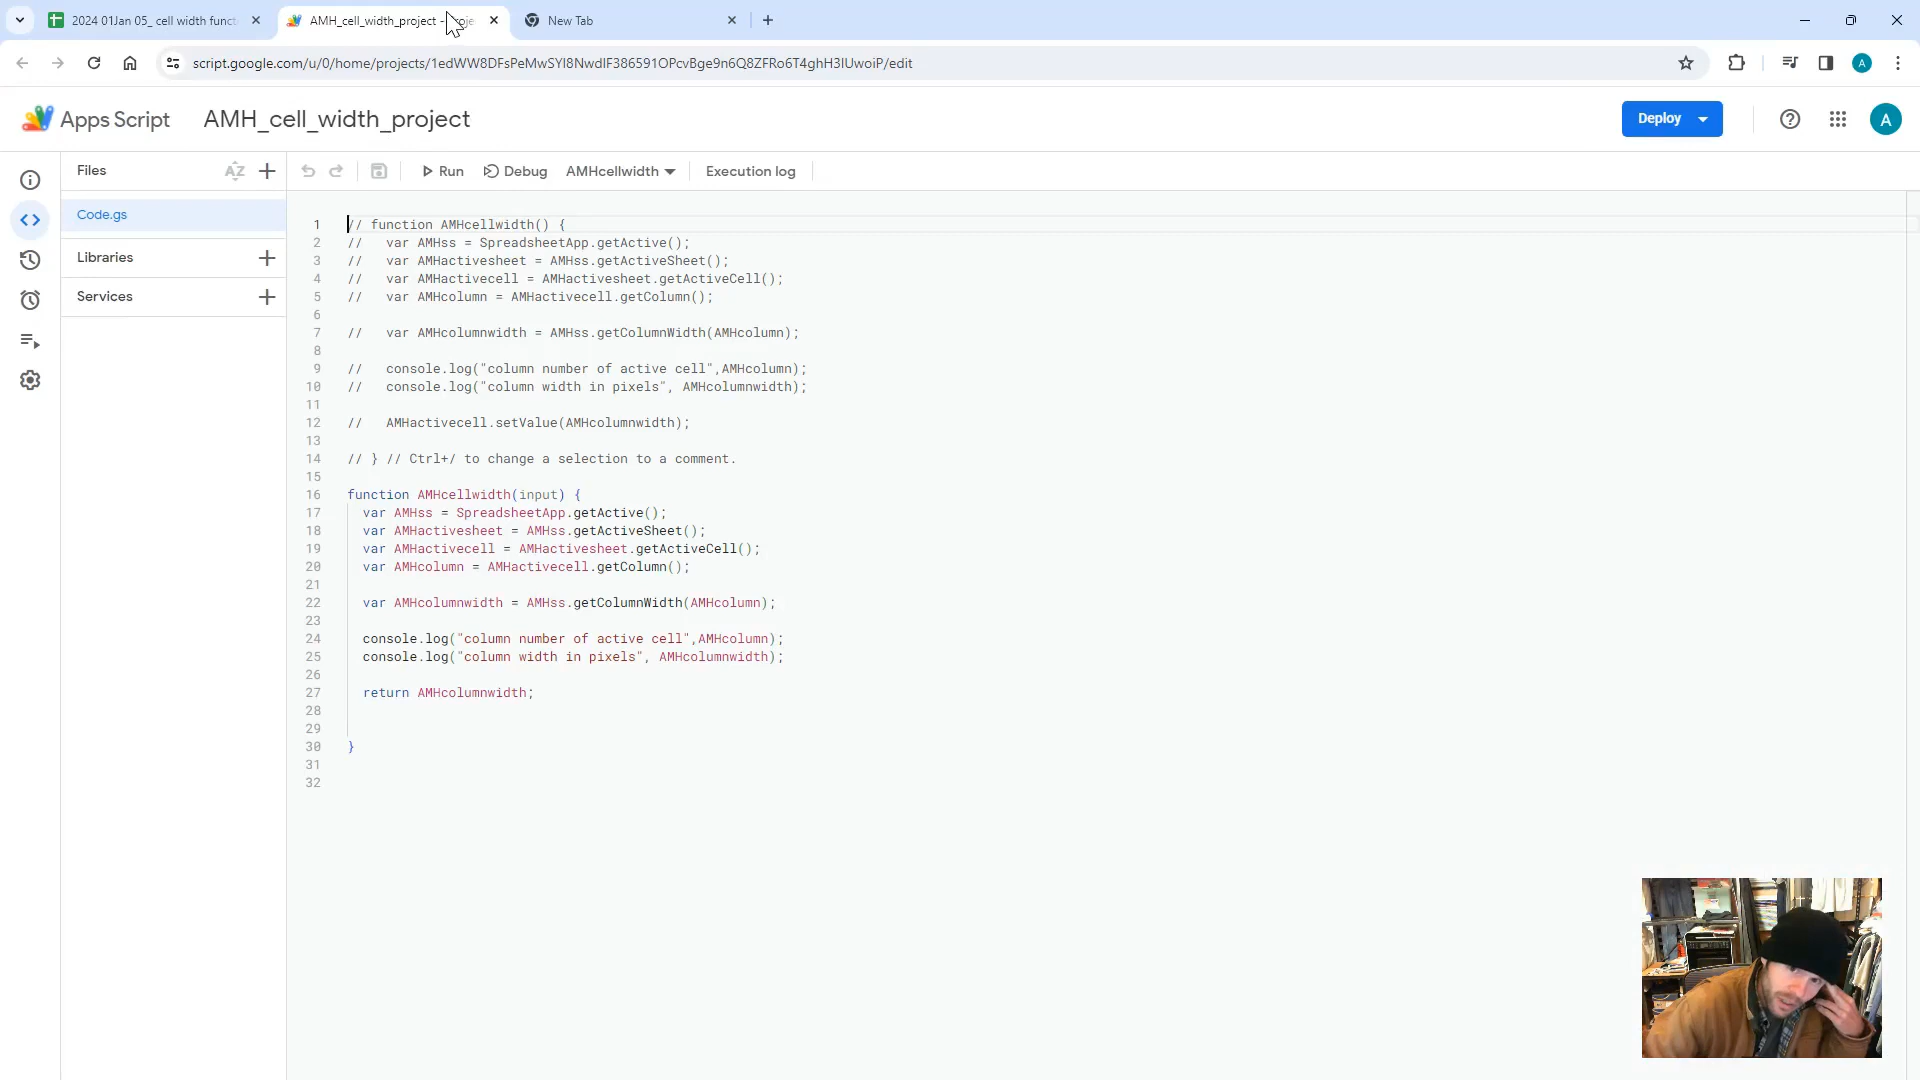 2024 01Jan 05_ cell width funct
AMH_cell_width_project - Proje
New Tab
script.google.com/u/0/home/projects/1edWW8DFsPeMwSYI8NwdIF386591OPcvBge9n6Q8ZFRo6T4ghH3IUwoiP/edit
A
Apps Script
AMH_cell_width_project
Deploy
A
Files
AZ
Run
Debug
AMHcellwidth
Execution log
Code.gs
Libraries
Services
1 // function AMHcellwidth() {
2 //   var AMHss = SpreadsheetApp.getActive();
3 //   var AMHactivesheet = AMHss.getActiveSheet();
4 //   var AMHactivecell = AMHactivesheet.getActiveCell();
5 //   var AMHcolumn = AMHactivecell.getColumn();
6
7 //   var AMHcolumnwidth = AMHss.getColumnWidth(AMHcolumn);
8
9 //   console.log("column number of active cell",AMHcolumn);
10 //   console.log("column width in pixels", AMHcolumnwidth);
11
12 //   AMHactivecell.setValue(AMHcolumnwidth);
13
14 // } // Ctrl+/ to change a selection to a comment.
15
16 function AMHcellwidth(input) {
17   var AMHss = SpreadsheetApp.getActive();
18   var AMHactivesheet = AMHss.getActiveSheet();
19   var AMHactivecell = AMHactivesheet.getActiveCell();
20   var AMHcolumn = AMHactivecell.getColumn();
21
22   var AMHcolumnwidth = AMHss.getColumnWidth(AMHcolumn);
23
24   console.log("column number of active cell",AMHcolumn);
25   console.log("column width in pixels", AMHcolumnwidth);
26
27   return AMHcolumnwidth;
28
29
30 }
31
32